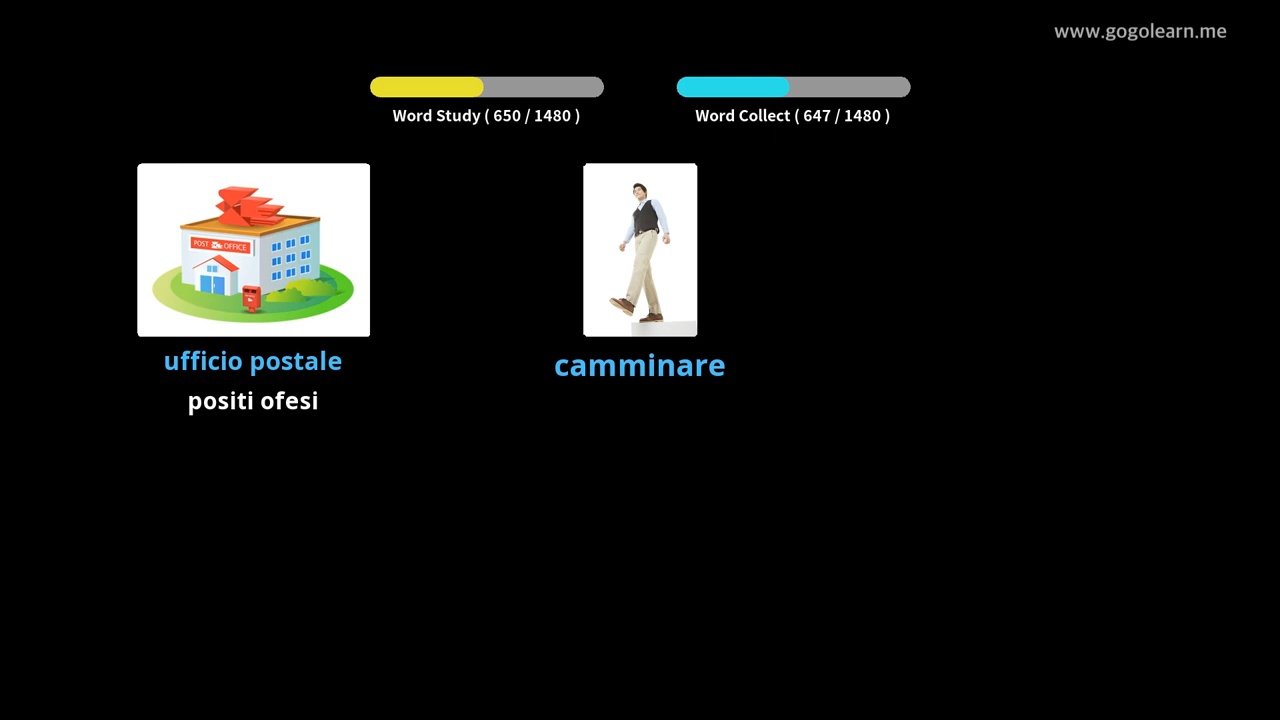 www.gogolearn.me
Word Study ( 650 / 1480 )
Word Collect ( 647 / 1480 )
POST OFFICE
ufficio postale
positi ofesi
camminare